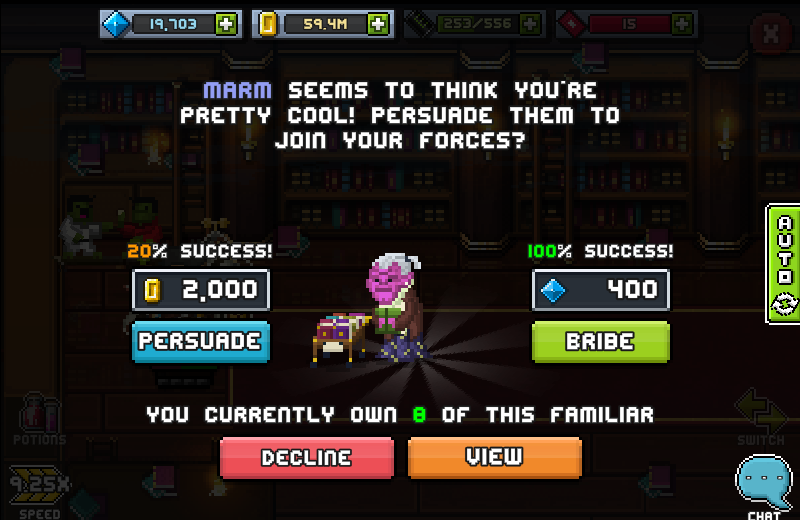 19,703
59.4M
253/556
15
X
MARM SEEMS TO THINK YOU'RE
PRETTY COOL! PERSUADE THEM TO
JOIN YOUR FORCES?
20% SUCCESS!
100% SUCCESS!
2,000
400
PERSUADE
BRIBE
AUTO
YOU CURRENTLY OWN 8 OF THIS FAMILIAR
DECLINE
VIEW
POTIONS
SWITCH
9.25X
SPEED
CHAT